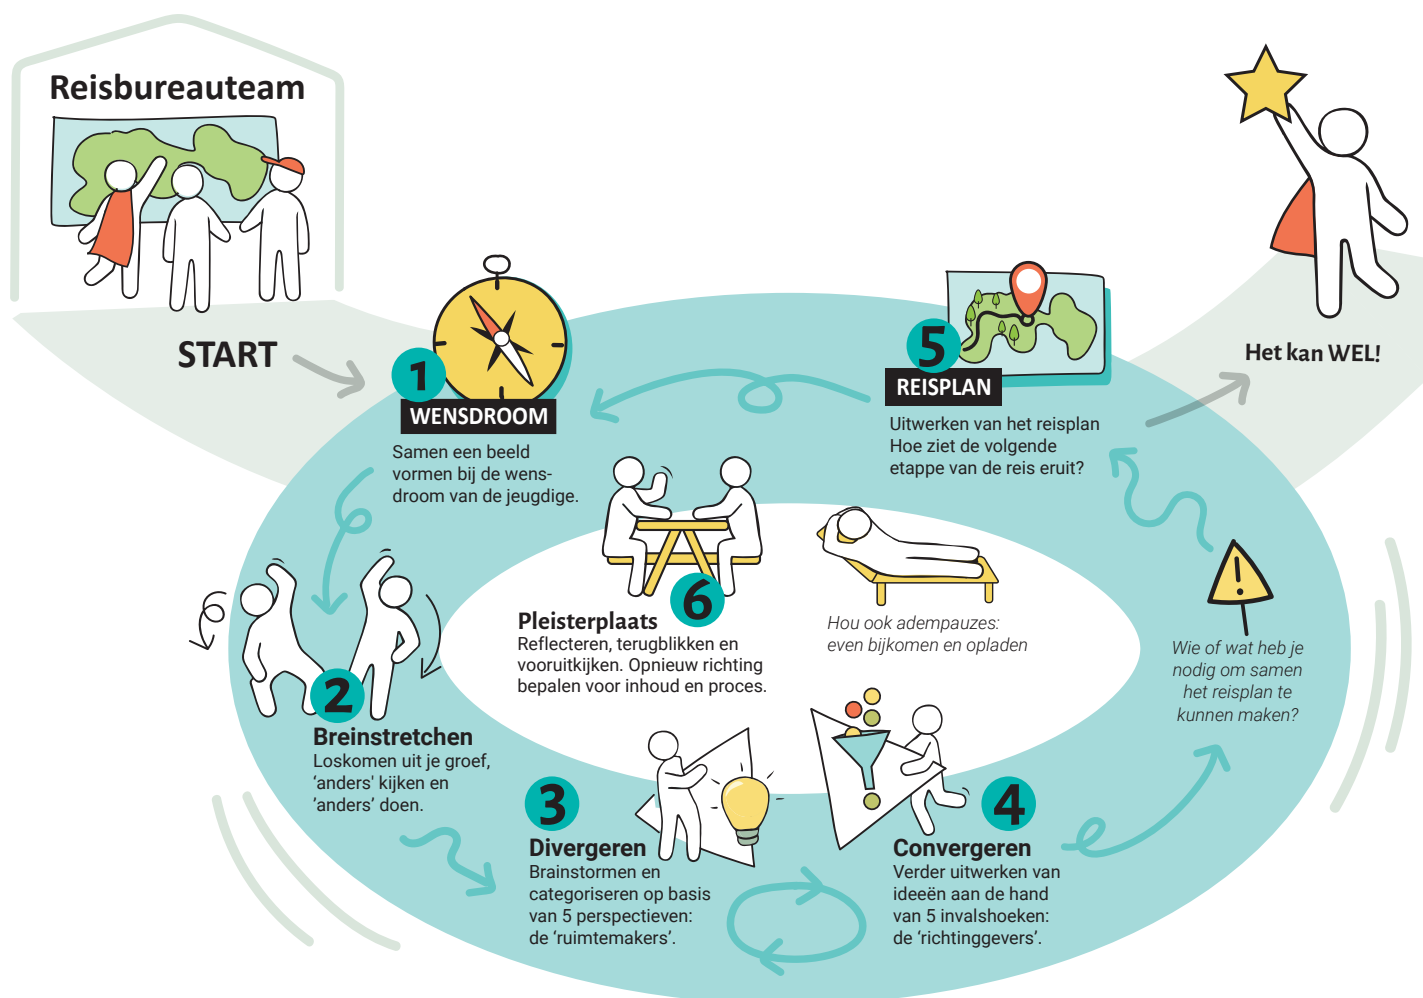 Reisbureauteam
START
1
WENSDROOM
Samen een beeld
vormen bij de wens-
droom van de jeugdige.
2
Breinstretchen
Loskomen uit je groef,
‘anders' kijken en
’anders’ doen.
3
Divergeren
Brainstormen en
categoriseren op basis
van 5 perspectieven:
de ‘ruimtemakers’.
4
Convergeren
Verder uitwerken van
ideeën aan de hand
van 5 invalshoeken:
de ‘richtinggevers’.
!
Wie of wat heb je
nodig om samen
het reisplan te
kunnen maken?
5
REISPLAN
Uitwerken van het reisplan
Hoe ziet de volgende
etappe van de reis eruit?
6
Pleisterplaats
Reflecteren, terugblikken en
vooruitkijken. Opnieuw richting
bepalen voor inhoud en proces.
Hou ook adempauzes:
even bijkomen en opladen
Het kan WEL!